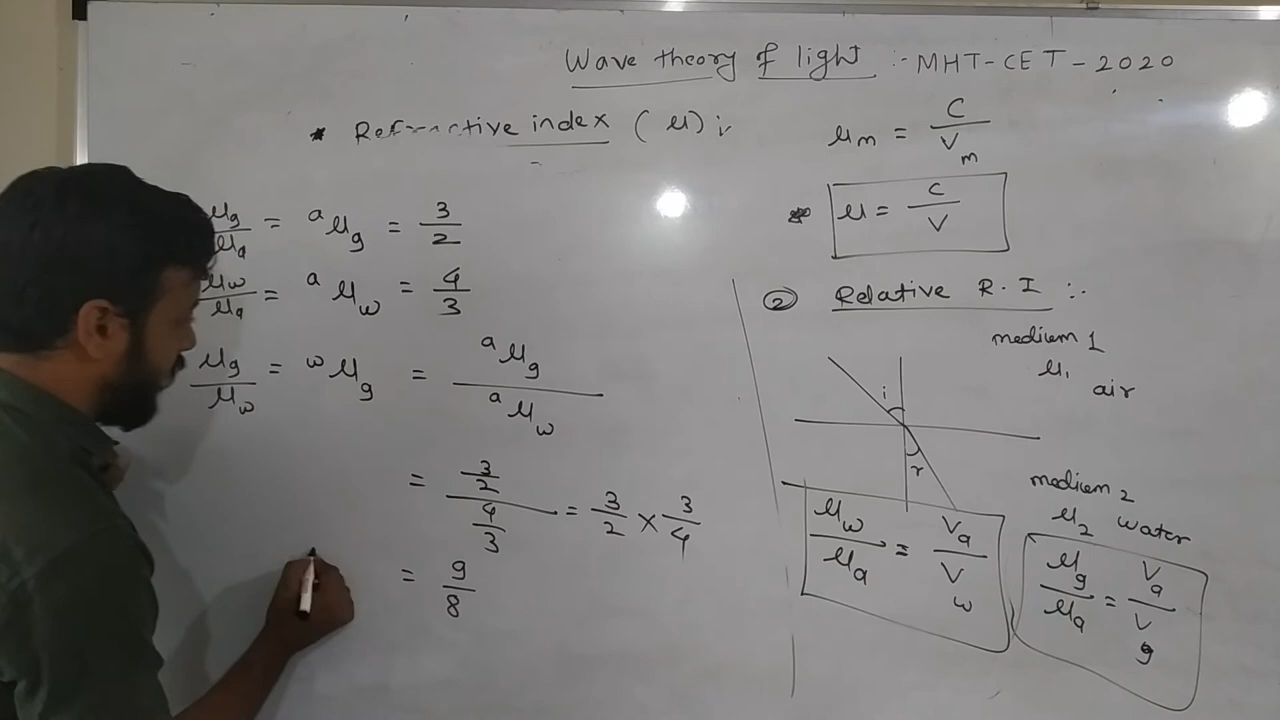 Wave theory of light :- MHT-CET-2020
* Refractive index (μ) :
μg/μa = aμg = 3/2
μw/μa = aμw = 4/3
μg/μw = wμg = aμg/aμw
= (3/2)/(4/3) = 3/2 × 3/4
= 9/8
μm = C/Vm
* μ = C/V
② Relative R.I :-
medium 1
μ1
air
i
r
medium 2
μ2 water
μw/μa = Va/Vw
μg/μa = Va/Vg